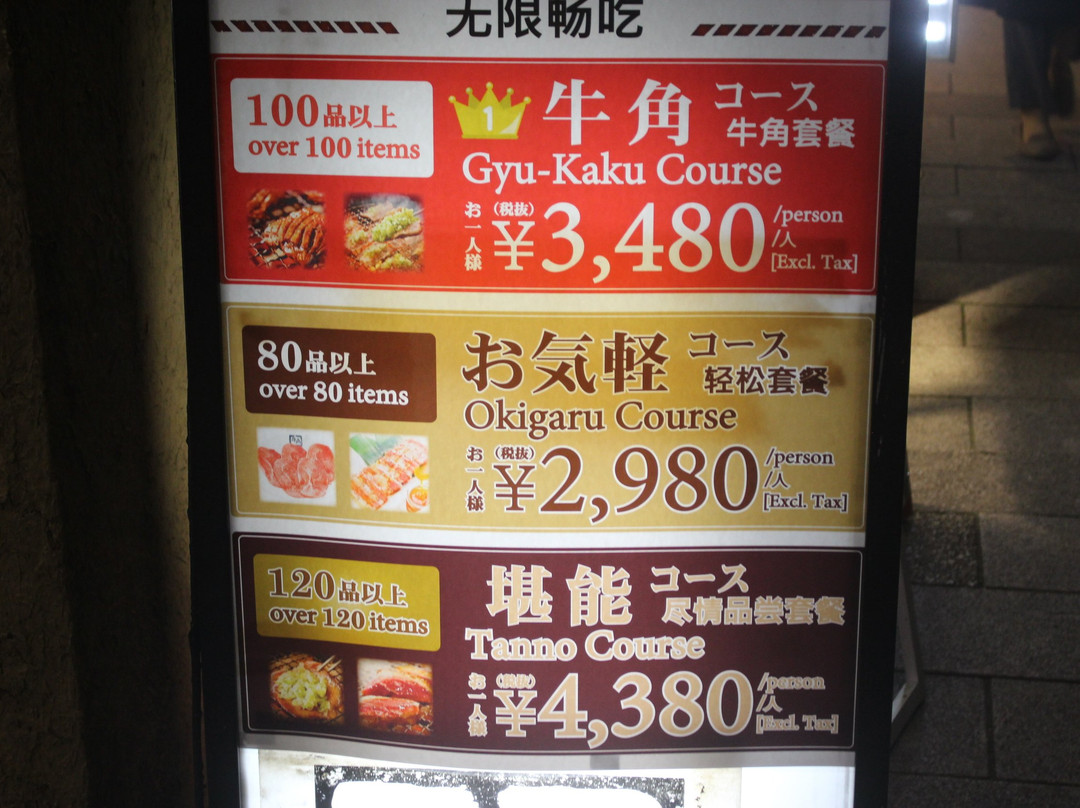 无限畅吃
100品以上
over 100 items
1
牛角コース
牛角套餐
Gyu-Kaku Course
お一人様
(税抜)
¥3,480
/person
/人
[Excl. Tax]
80品以上
over 80 items
お気軽コース
轻松套餐
Okigaru Course
お一人様
(税抜)
¥2,980
/person
/人
[Excl. Tax]
120品以上
over 120 items
堪能コース
尽情品尝套餐
Tanno Course
お一人様
(税抜)
¥4,380
/person
/人
[Excl. Tax]